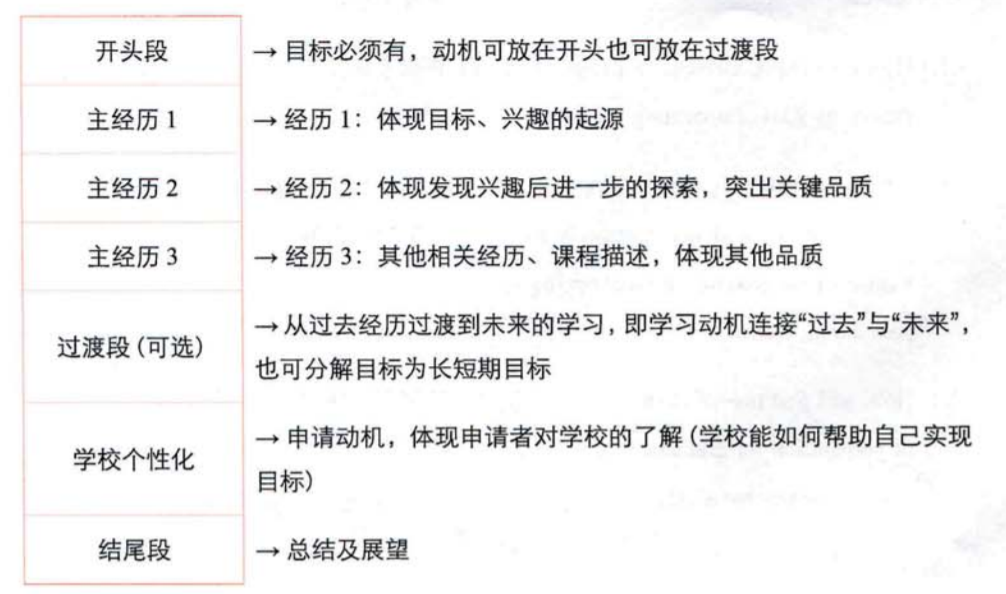 开头段 → 目标必须有，动机可放在开头也可放在过渡段
主经历 1 → 经历 1：体现目标、兴趣的起源
主经历 2 → 经历 2：体现发现兴趣后进一步的探索，突出关键品质
主经历 3 → 经历 3：其他相关经历、课程描述，体现其他品质
过渡段(可选) → 从过去经历过渡到未来的学习，即学习动机连接“过去”与“未来”，
也可分解目标为长短期目标
学校个性化 → 申请动机，体现申请者对学校的了解(学校能如何帮助自己实现
目标)
结尾段 → 总结及展望